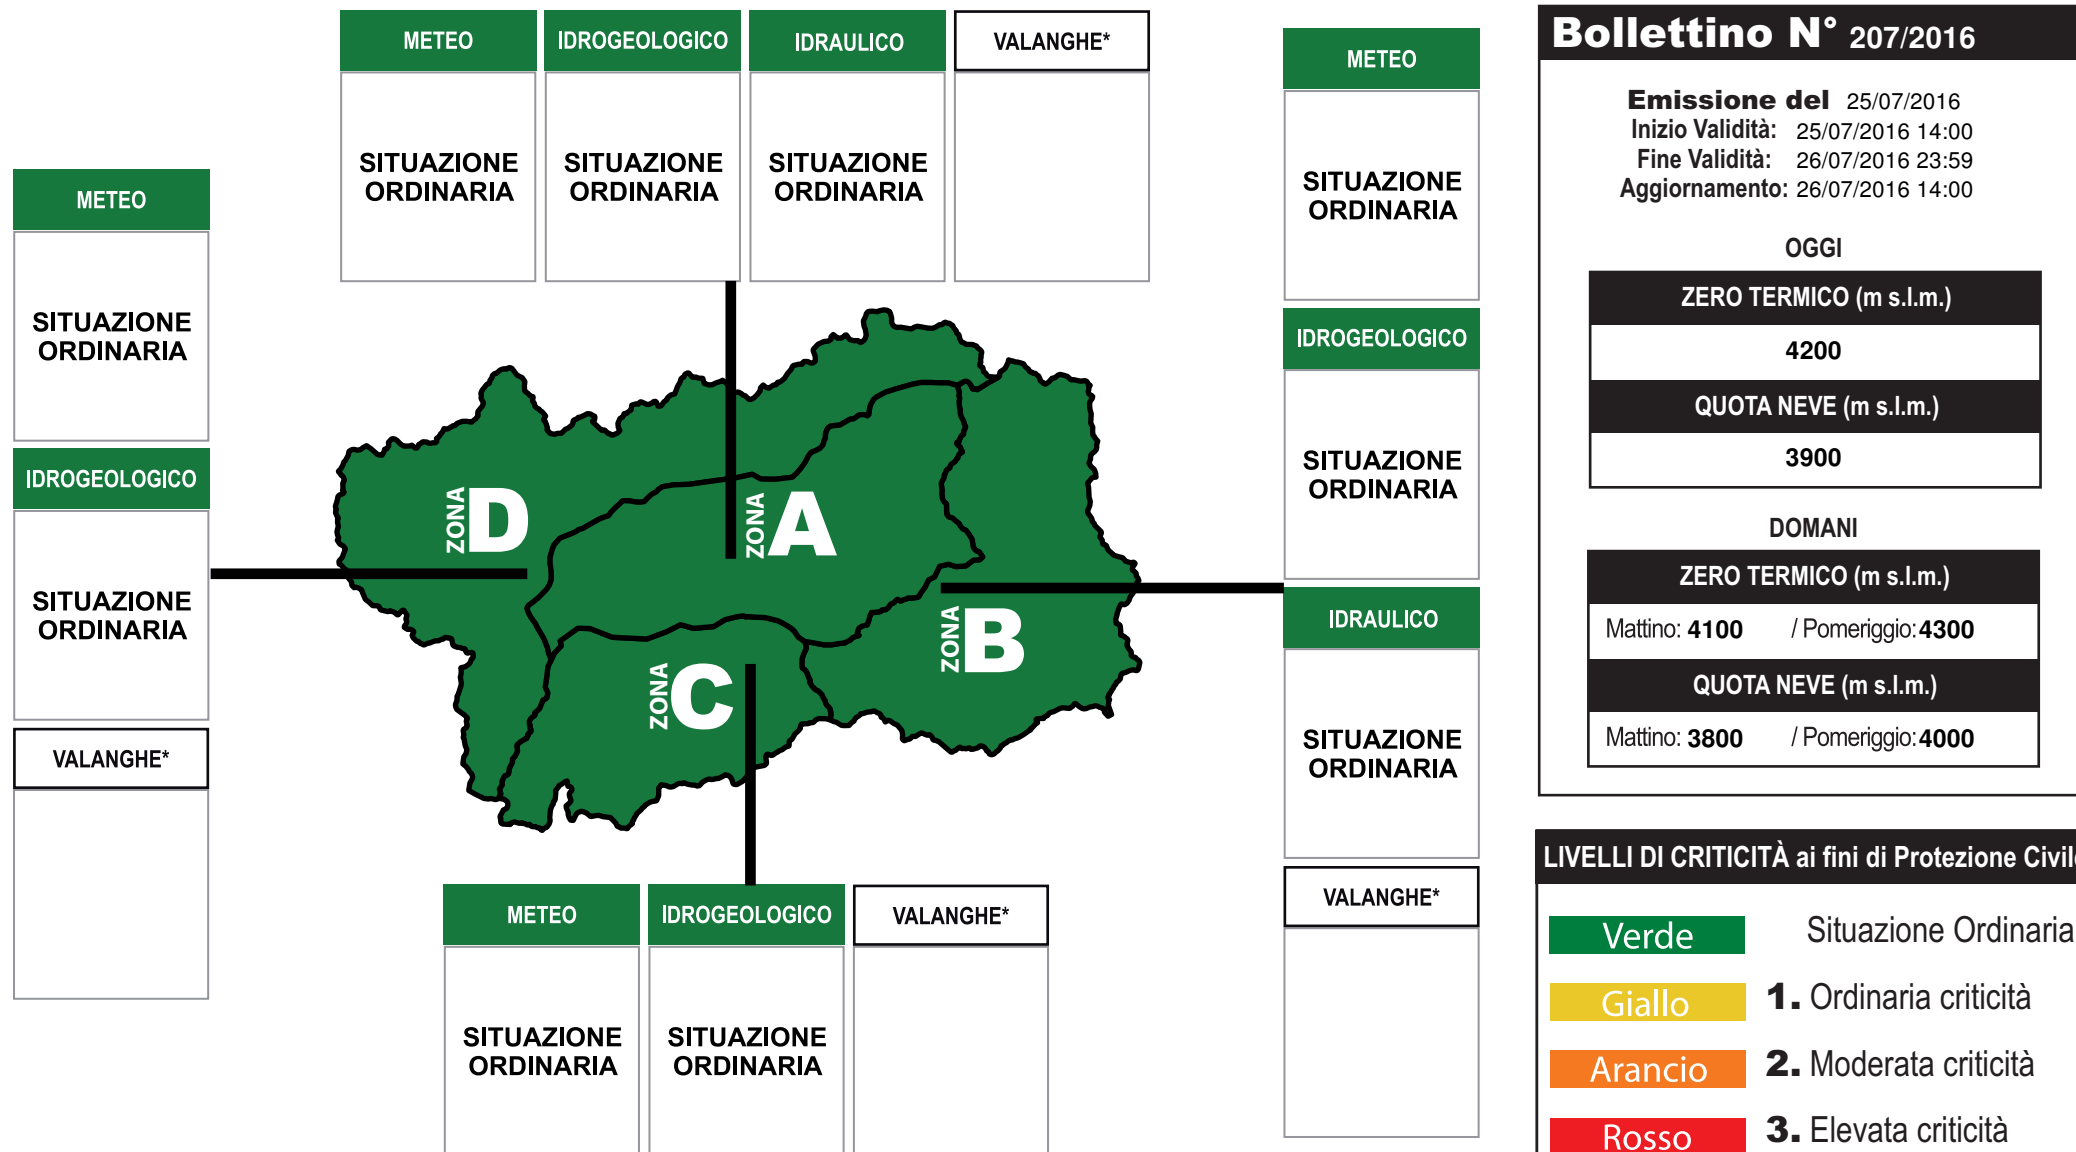 METEO
IDROGEOLOGICO
IDRAULICO
VALANGHE*
SITUAZIONE
ORDINARIA
SITUAZIONE
ORDINARIA
SITUAZIONE
ORDINARIA
METEO
SITUAZIONE
ORDINARIA
IDROGEOLOGICO
SITUAZIONE
ORDINARIA
VALANGHE*
ZONA D
ZONA A
ZONA B
ZONA C
METEO
SITUAZIONE
ORDINARIA
IDROGEOLOGICO
SITUAZIONE
ORDINARIA
IDRAULICO
SITUAZIONE
ORDINARIA
VALANGHE*
METEO
IDROGEOLOGICO
VALANGHE*
SITUAZIONE
ORDINARIA
SITUAZIONE
ORDINARIA
Bollettino N° 207/2016
Emissione del 25/07/2016
Inizio Validità: 25/07/2016 14:00
Fine Validità: 26/07/2016 23:59
Aggiornamento: 26/07/2016 14:00
OGGI
ZERO TERMICO (m s.l.m.)
4200
QUOTA NEVE (m s.l.m.)
3900
DOMANI
ZERO TERMICO (m s.l.m.)
Mattino: 4100 / Pomeriggio: 4300
QUOTA NEVE (m s.l.m.)
Mattino: 3800 / Pomeriggio: 4000
LIVELLI DI CRITICITÀ ai fini di Protezione Civile
Verde Situazione Ordinaria
Giallo 1. Ordinaria criticità
Arancio 2. Moderata criticità
Rosso 3. Elevata criticità